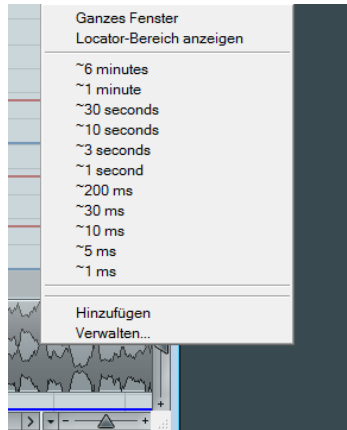 Ganzes Fenster
Locator-Bereich anzeigen
~6 minutes
~1 minute
~30 seconds
~10 seconds
~3 seconds
~1 second
~200 ms
~30 ms
~10 ms
~5 ms
~1 ms
Hinzufügen
Verwalten...